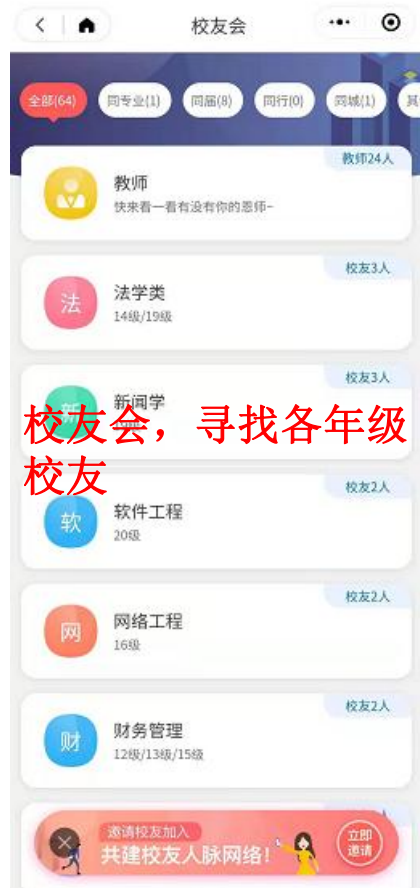 校友会
全部(64) 同专业(1) 同届(8) 同行(0) 同城(1)
教师24人
教师
快来看一看有没有你的恩师~
校友3人
法
法学类
14级/19级
校友3人
新
新闻学
校友会，寻找各年级
校友
校友2人
软
软件工程
20级
校友2人
网
网络工程
16级
校友2人
财
财务管理
12级/13级/15级
邀请校友加入
共建校友人脉网络!
立即
邀请